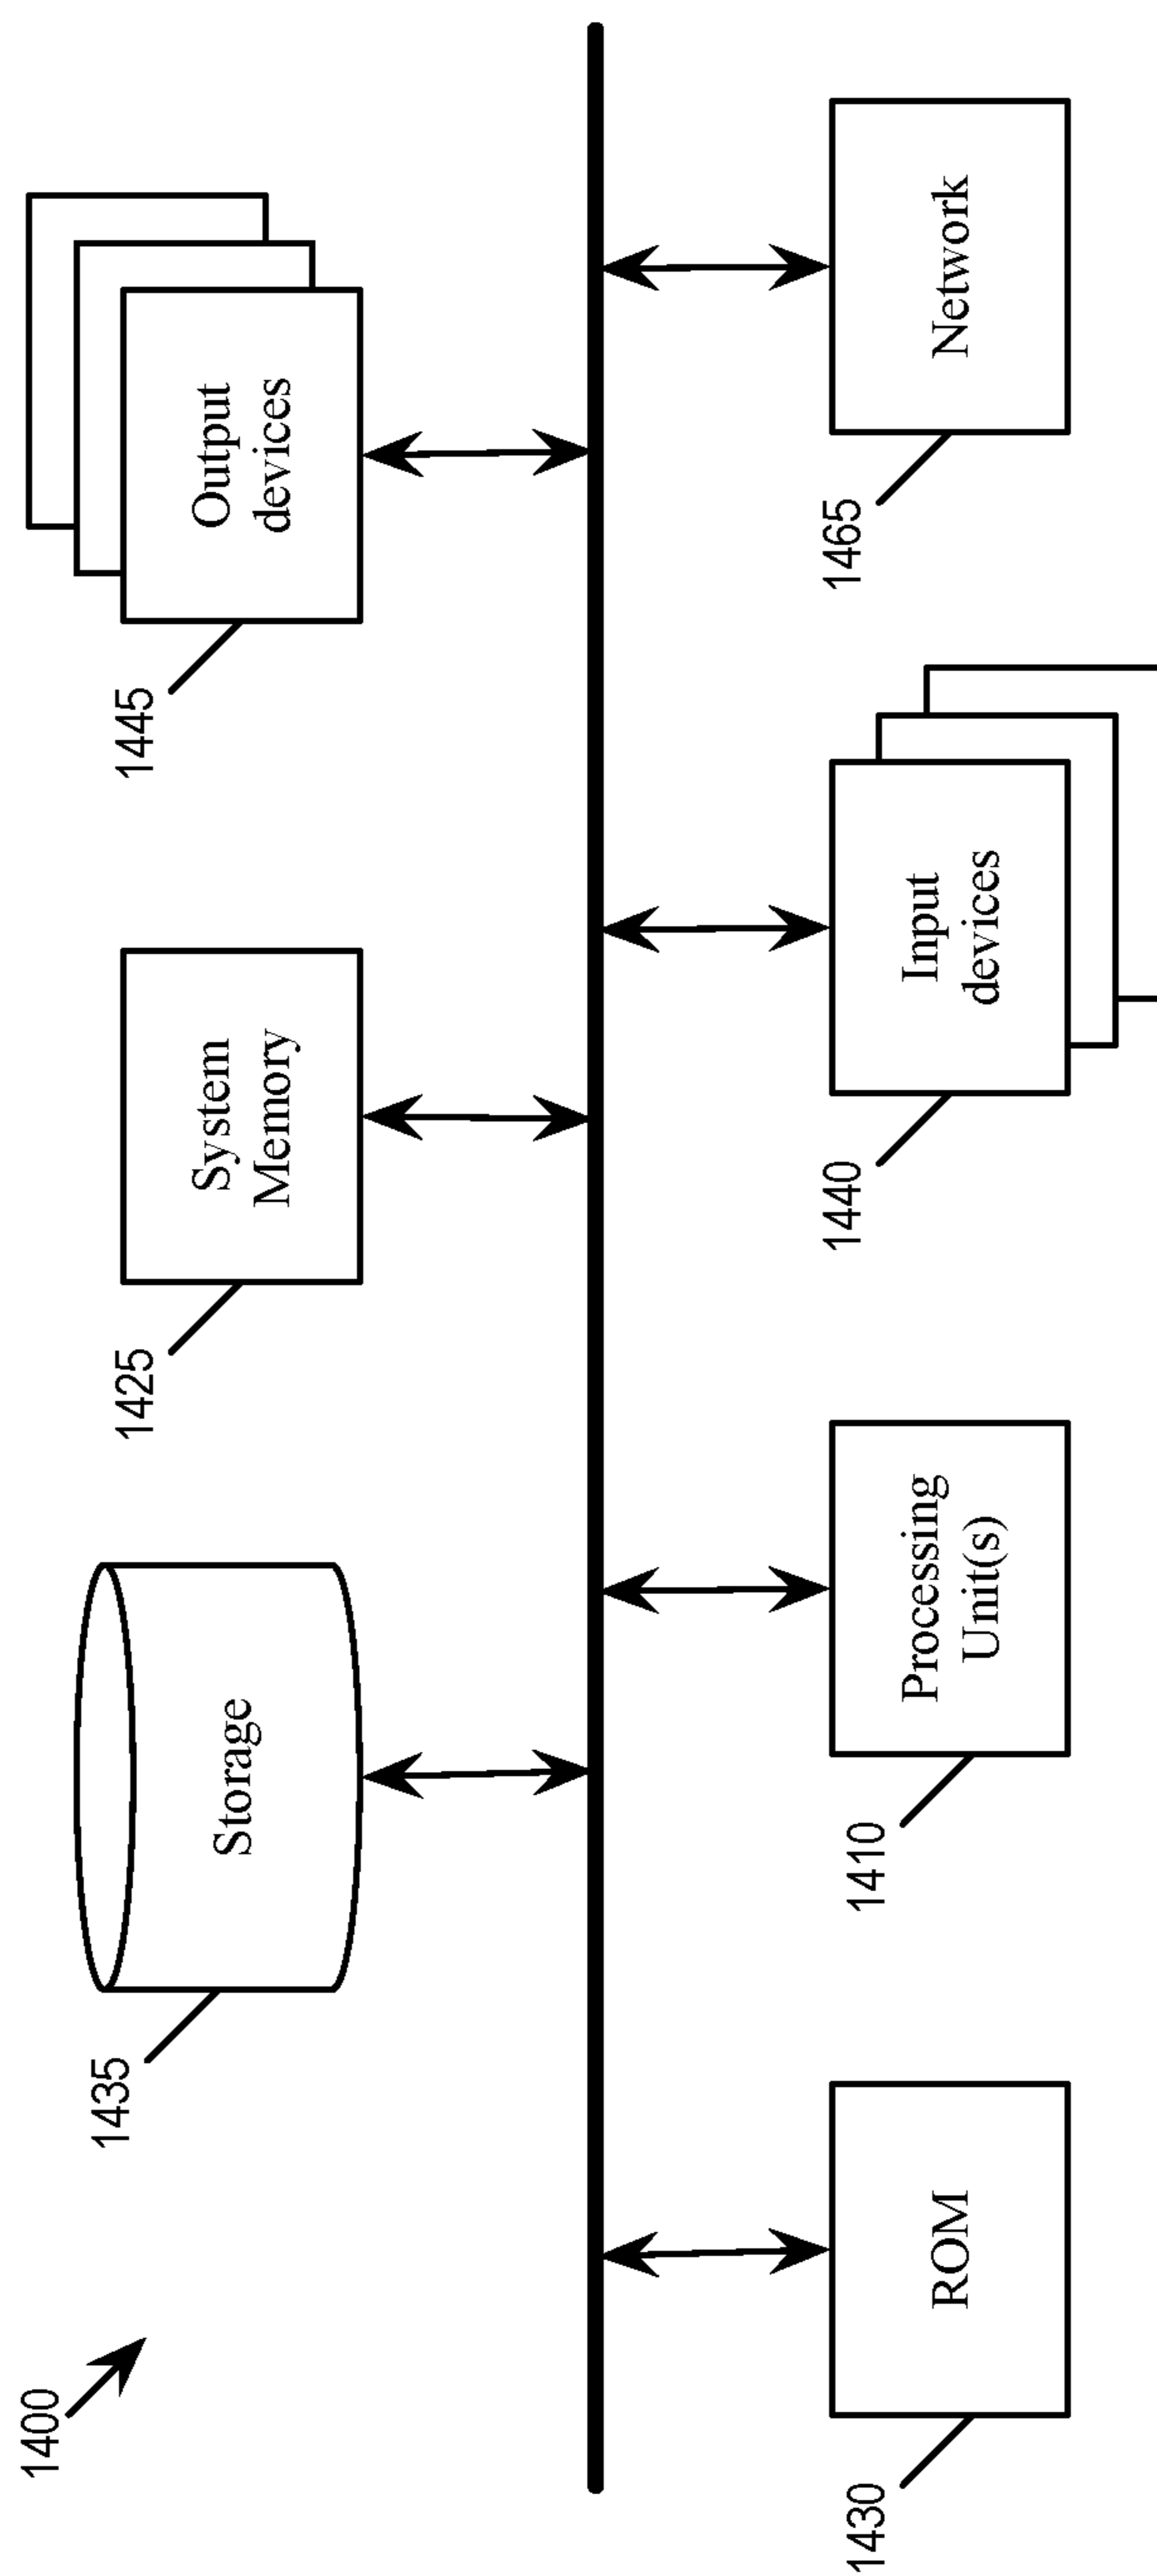 1400
1435
Storage
1425
System
Memory
1445
Output
devices
1430
ROM
1410
Processing
Unit(s)
1440
Input
devices
1465
Network